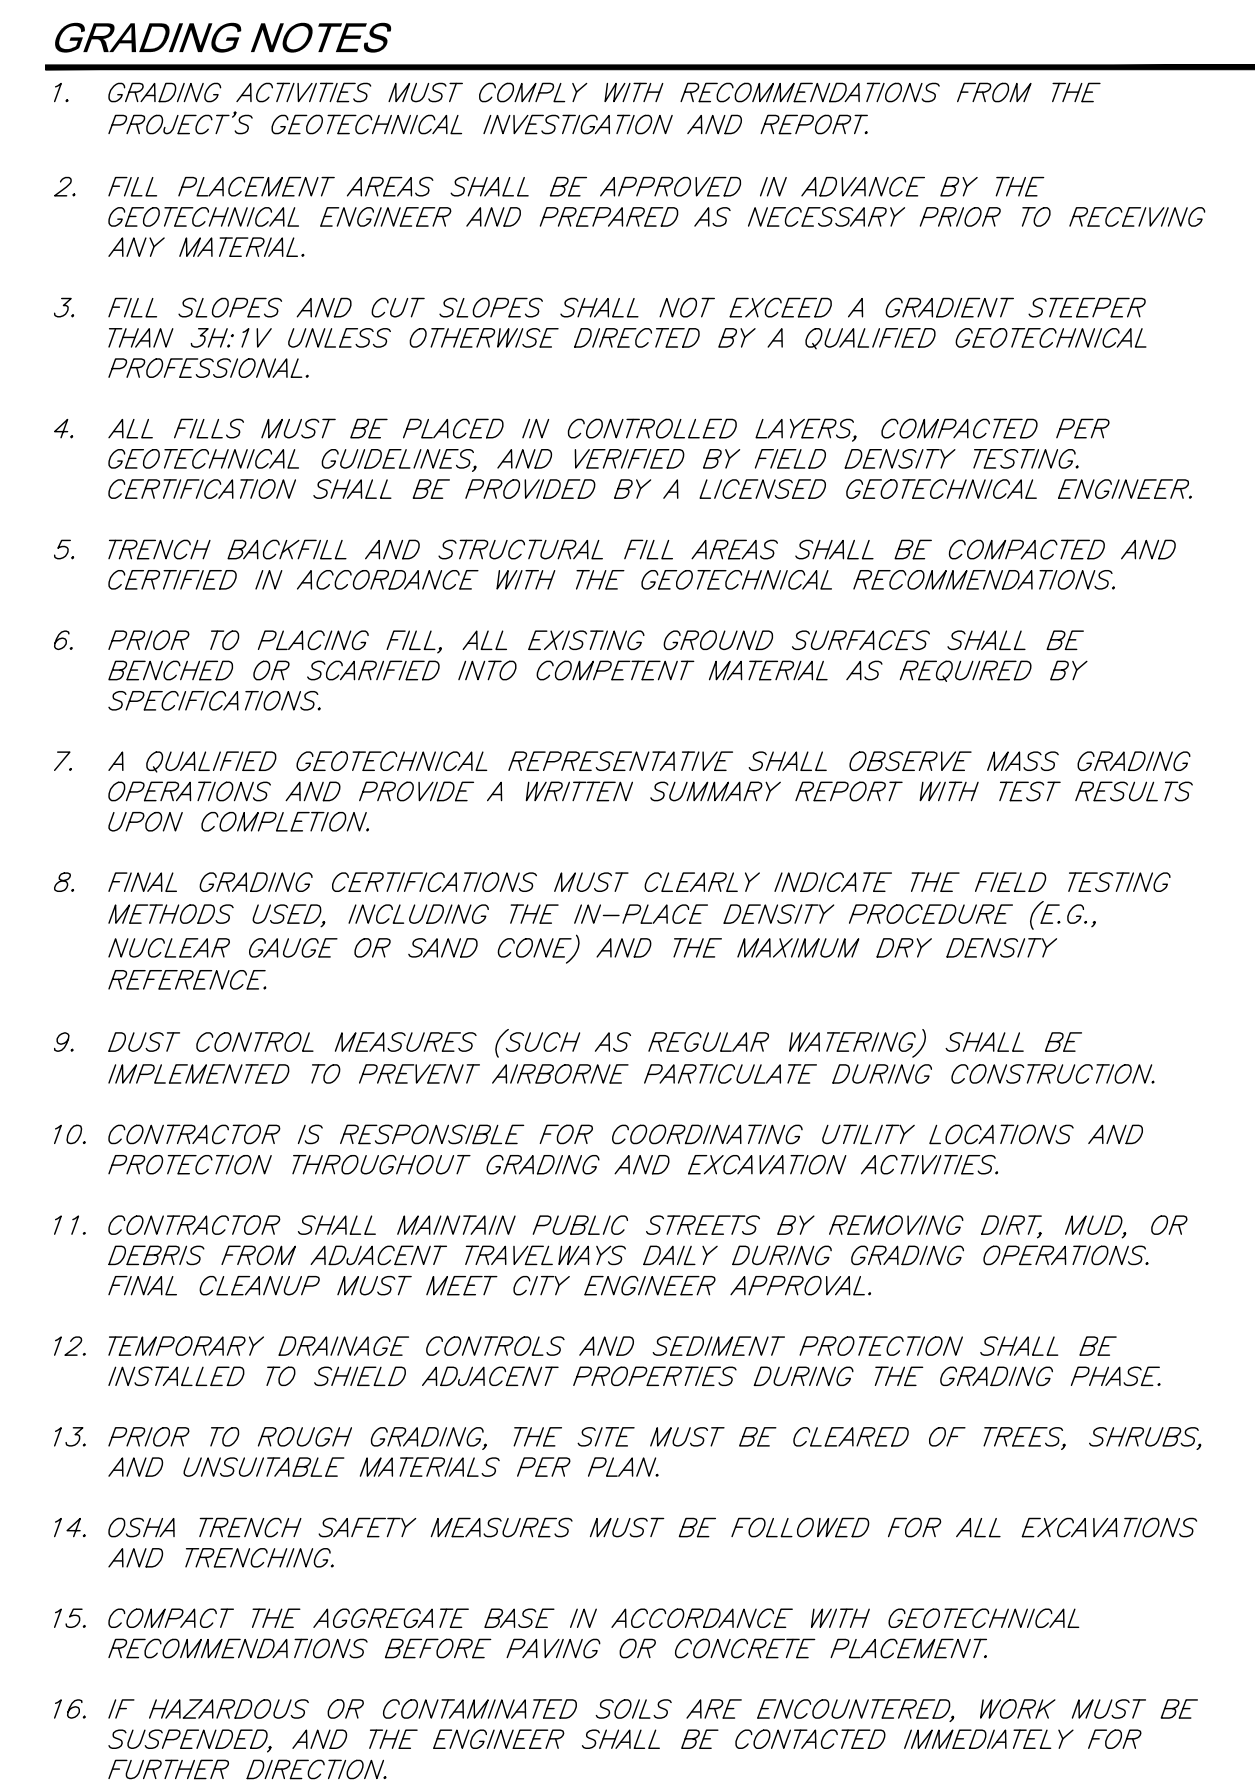 GRADING NOTES
1. GRADING ACTIVITIES MUST COMPLY WITH RECOMMENDATIONS FROM THE
PROJECT'S GEOTECHNICAL INVESTIGATION AND REPORT.
2. FILL PLACEMENT AREAS SHALL BE APPROVED IN ADVANCE BY THE
GEOTECHNICAL ENGINEER AND PREPARED AS NECESSARY PRIOR TO RECEIVING
ANY MATERIAL.
3. FILL SLOPES AND CUT SLOPES SHALL NOT EXCEED A GRADIENT STEEPER
THAN 3H:1V UNLESS OTHERWISE DIRECTED BY A QUALIFIED GEOTECHNICAL
PROFESSIONAL.
4. ALL FILLS MUST BE PLACED IN CONTROLLED LAYERS, COMPACTED PER
GEOTECHNICAL GUIDELINES, AND VERIFIED BY FIELD DENSITY TESTING.
CERTIFICATION SHALL BE PROVIDED BY A LICENSED GEOTECHNICAL ENGINEER.
5. TRENCH BACKFILL AND STRUCTURAL FILL AREAS SHALL BE COMPACTED AND
CERTIFIED IN ACCORDANCE WITH THE GEOTECHNICAL RECOMMENDATIONS.
6. PRIOR TO PLACING FILL, ALL EXISTING GROUND SURFACES SHALL BE
BENCHED OR SCARIFIED INTO COMPETENT MATERIAL AS REQUIRED BY
SPECIFICATIONS.
7. A QUALIFIED GEOTECHNICAL REPRESENTATIVE SHALL OBSERVE MASS GRADING
OPERATIONS AND PROVIDE A WRITTEN SUMMARY REPORT WITH TEST RESULTS
UPON COMPLETION.
8. FINAL GRADING CERTIFICATIONS MUST CLEARLY INDICATE THE FIELD TESTING
METHODS USED, INCLUDING THE IN-PLACE DENSITY PROCEDURE (E.G.,
NUCLEAR GAUGE OR SAND CONE) AND THE MAXIMUM DRY DENSITY
REFERENCE.
9. DUST CONTROL MEASURES (SUCH AS REGULAR WATERING) SHALL BE
IMPLEMENTED TO PREVENT AIRBORNE PARTICULATE DURING CONSTRUCTION.
10. CONTRACTOR IS RESPONSIBLE FOR COORDINATING UTILITY LOCATIONS AND
PROTECTION THROUGHOUT GRADING AND EXCAVATION ACTIVITIES.
11. CONTRACTOR SHALL MAINTAIN PUBLIC STREETS BY REMOVING DIRT, MUD, OR
DEBRIS FROM ADJACENT TRAVELWAYS DAILY DURING GRADING OPERATIONS.
FINAL CLEANUP MUST MEET CITY ENGINEER APPROVAL.
12. TEMPORARY DRAINAGE CONTROLS AND SEDIMENT PROTECTION SHALL BE
INSTALLED TO SHIELD ADJACENT PROPERTIES DURING THE GRADING PHASE.
13. PRIOR TO ROUGH GRADING, THE SITE MUST BE CLEARED OF TREES, SHRUBS,
AND UNSUITABLE MATERIALS PER PLAN.
14. OSHA TRENCH SAFETY MEASURES MUST BE FOLLOWED FOR ALL EXCAVATIONS
AND TRENCHING.
15. COMPACT THE AGGREGATE BASE IN ACCORDANCE WITH GEOTECHNICAL
RECOMMENDATIONS BEFORE PAVING OR CONCRETE PLACEMENT.
16. IF HAZARDOUS OR CONTAMINATED SOILS ARE ENCOUNTERED, WORK MUST BE
SUSPENDED, AND THE ENGINEER SHALL BE CONTACTED IMMEDIATELY FOR
FURTHER DIRECTION.